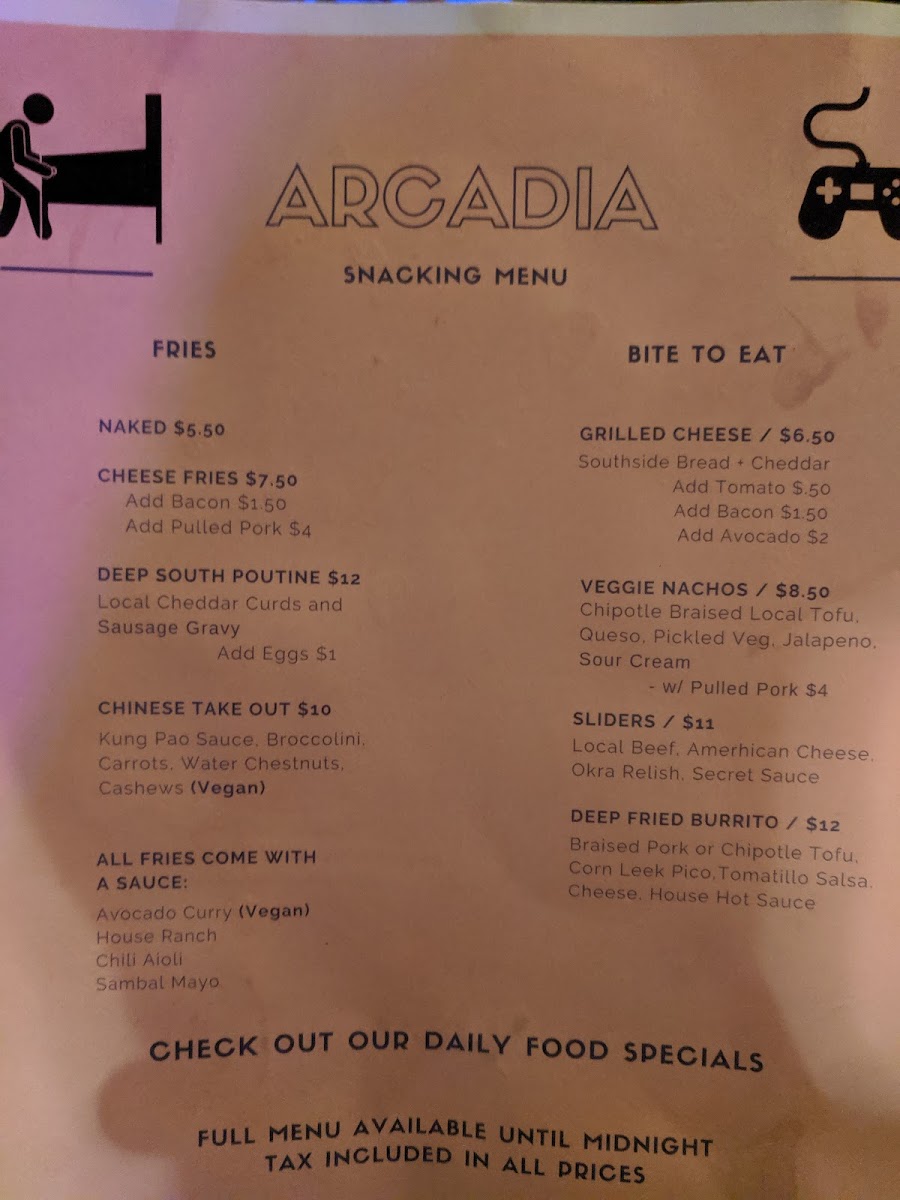 ARCADIA
SNACKING MENU
FRIES
NAKED $5.50
CHEESE FRIES $7.50
Add Bacon $1.50
Add Pulled Pork $4
DEEP SOUTH POUTINE $12
Local Cheddar Curds and
Sausage Gravy
Add Eggs $1
CHINESE TAKE OUT $10
Kung Pao Sauce, Broccolini,
Carrots, Water Chestnuts,
Cashews (Vegan)
ALL FRIES COME WITH
A SAUCE:
Avocado Curry (Vegan)
House Ranch
Chili Aioli
Sambal Mayo
BITE TO EAT
GRILLED CHEESE / $6.50
Southside Bread + Cheddar
Add Tomato $.50
Add Bacon $1.50
Add Avocado $2
VEGGIE NACHOS / $8.50
Chipotle Braised Local Tofu,
Queso, Pickled Veg, Jalapeno,
Sour Cream
- w/ Pulled Pork $4
SLIDERS / $11
Local Beef, Amerhican Cheese,
Okra Relish, Secret Sauce
DEEP FRIED BURRITO / $12
Braised Pork or Chipotle Tofu,
Corn Leek Pico,Tomatillo Salsa,
Cheese, House Hot Sauce
CHECK OUT OUR DAILY FOOD SPECIALS
FULL MENU AVAILABLE UNTIL MIDNIGHT
TAX INCLUDED IN ALL PRICES